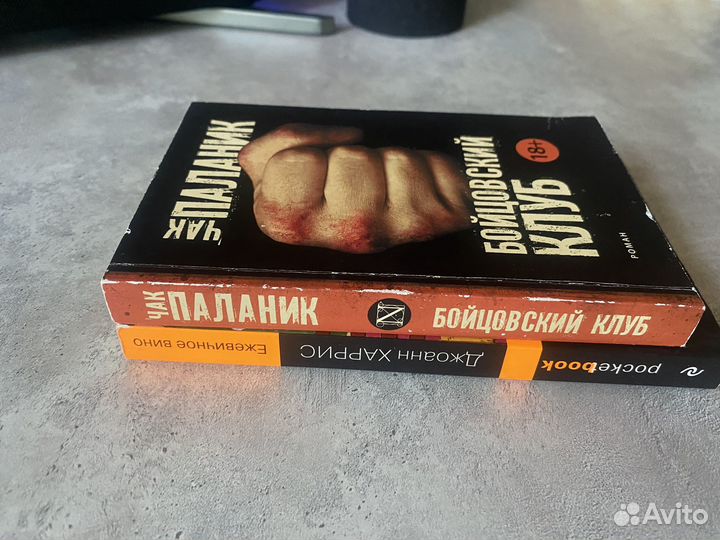 ЧАК
ПАЛАНИК
БОЙЦОВСКИЙ
КЛУБ
18+
РОМАН
ЧАК
ПАЛАНИК
БОЙЦОВСКИЙ КЛУБ
Ежевичное вино
Джоанн ХАРРИС
pocketbook
Avito